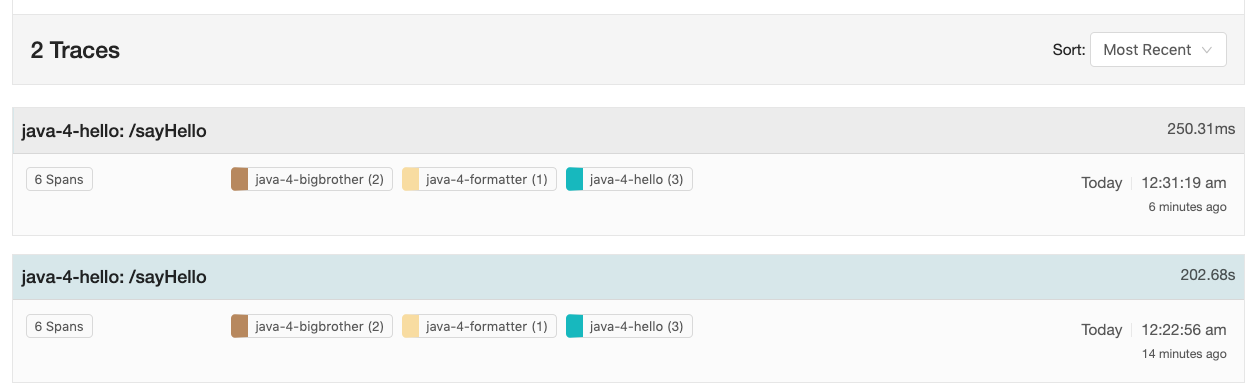 2 Traces
Sort: Most Recent
java-4-hello: /sayHello 250.31ms
6 Spans java-4-bigbrother (2) java-4-formatter (1) java-4-hello (3) Today 12:31:19 am
6 minutes ago
java-4-hello: /sayHello 202.68s
6 Spans java-4-bigbrother (2) java-4-formatter (1) java-4-hello (3) Today 12:22:56 am
14 minutes ago